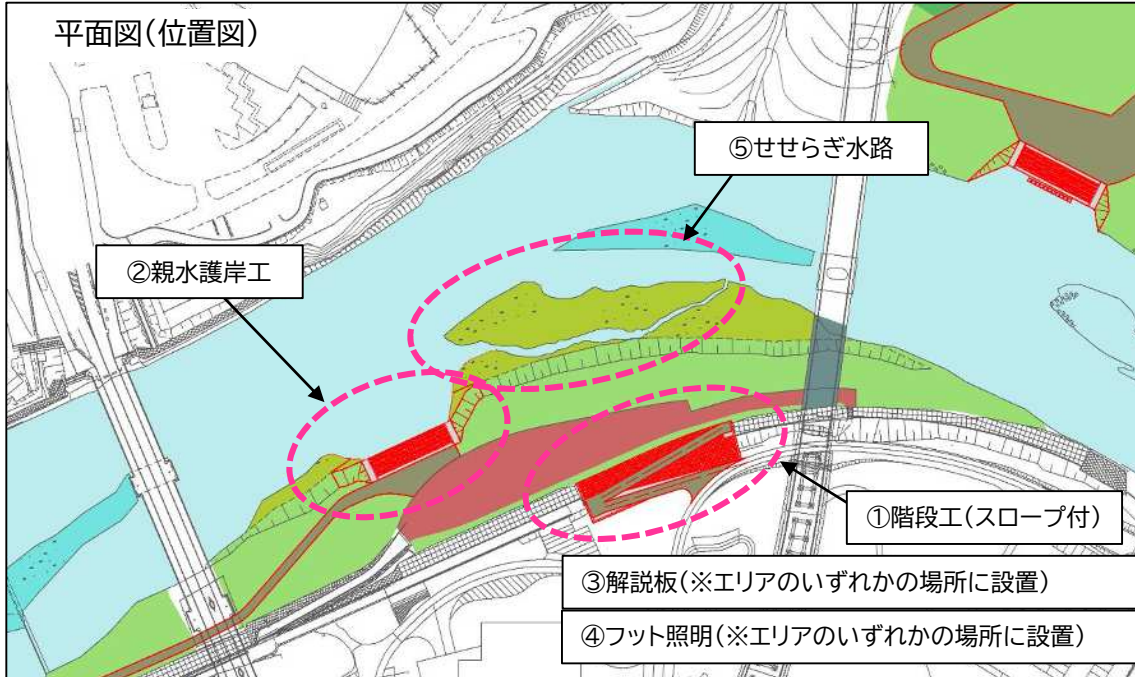 平面図(位置図)
⑤せせらぎ水路
②親水護岸工
①階段工(スロープ付)
③解説板(※エリアのいずれかの場所に設置)
④フット照明(※エリアのいずれかの場所に設置)